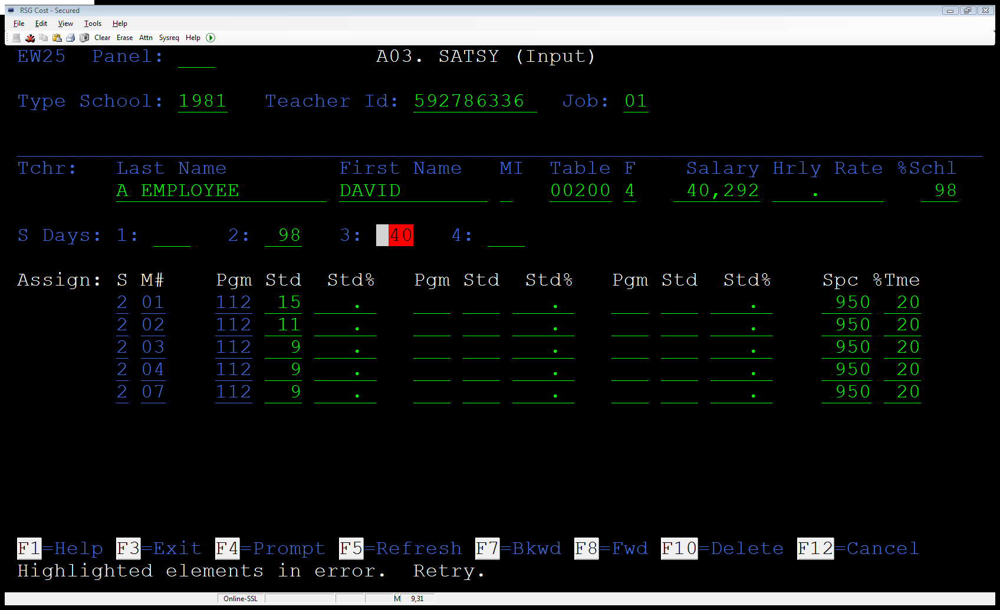 RSG Cost - Secured
File Edit View Tools Help
Clear Erase Attn Sysreq Help
EW25 Panel: A03. SATSY (Input)
Type School: 1981 Teacher Id: 592786336 Job: 01
Tchr: Last Name First Name MI Table F Salary Hrly Rate %Schl
A EMPLOYEE DAVID 00200 4 40,292 . 98
S Days: 1: 2: 98 3: 40 4:
Assign: S M# Pgm Std Std% Pgm Std Std% Pgm Std Std% Spc %Tme
2 01 112 15 . . . 950 20
2 02 112 11 . . . 950 20
2 03 112 9 . . . 950 20
2 04 112 9 . . . 950 20
2 07 112 9 . . . 950 20
F1=Help F3=Exit F4=Prompt F5=Refresh F7=Bkwd F8=Fwd F10=Delete F12=Cancel
Highlighted elements in error. Retry.
Online-SSL M 9,31